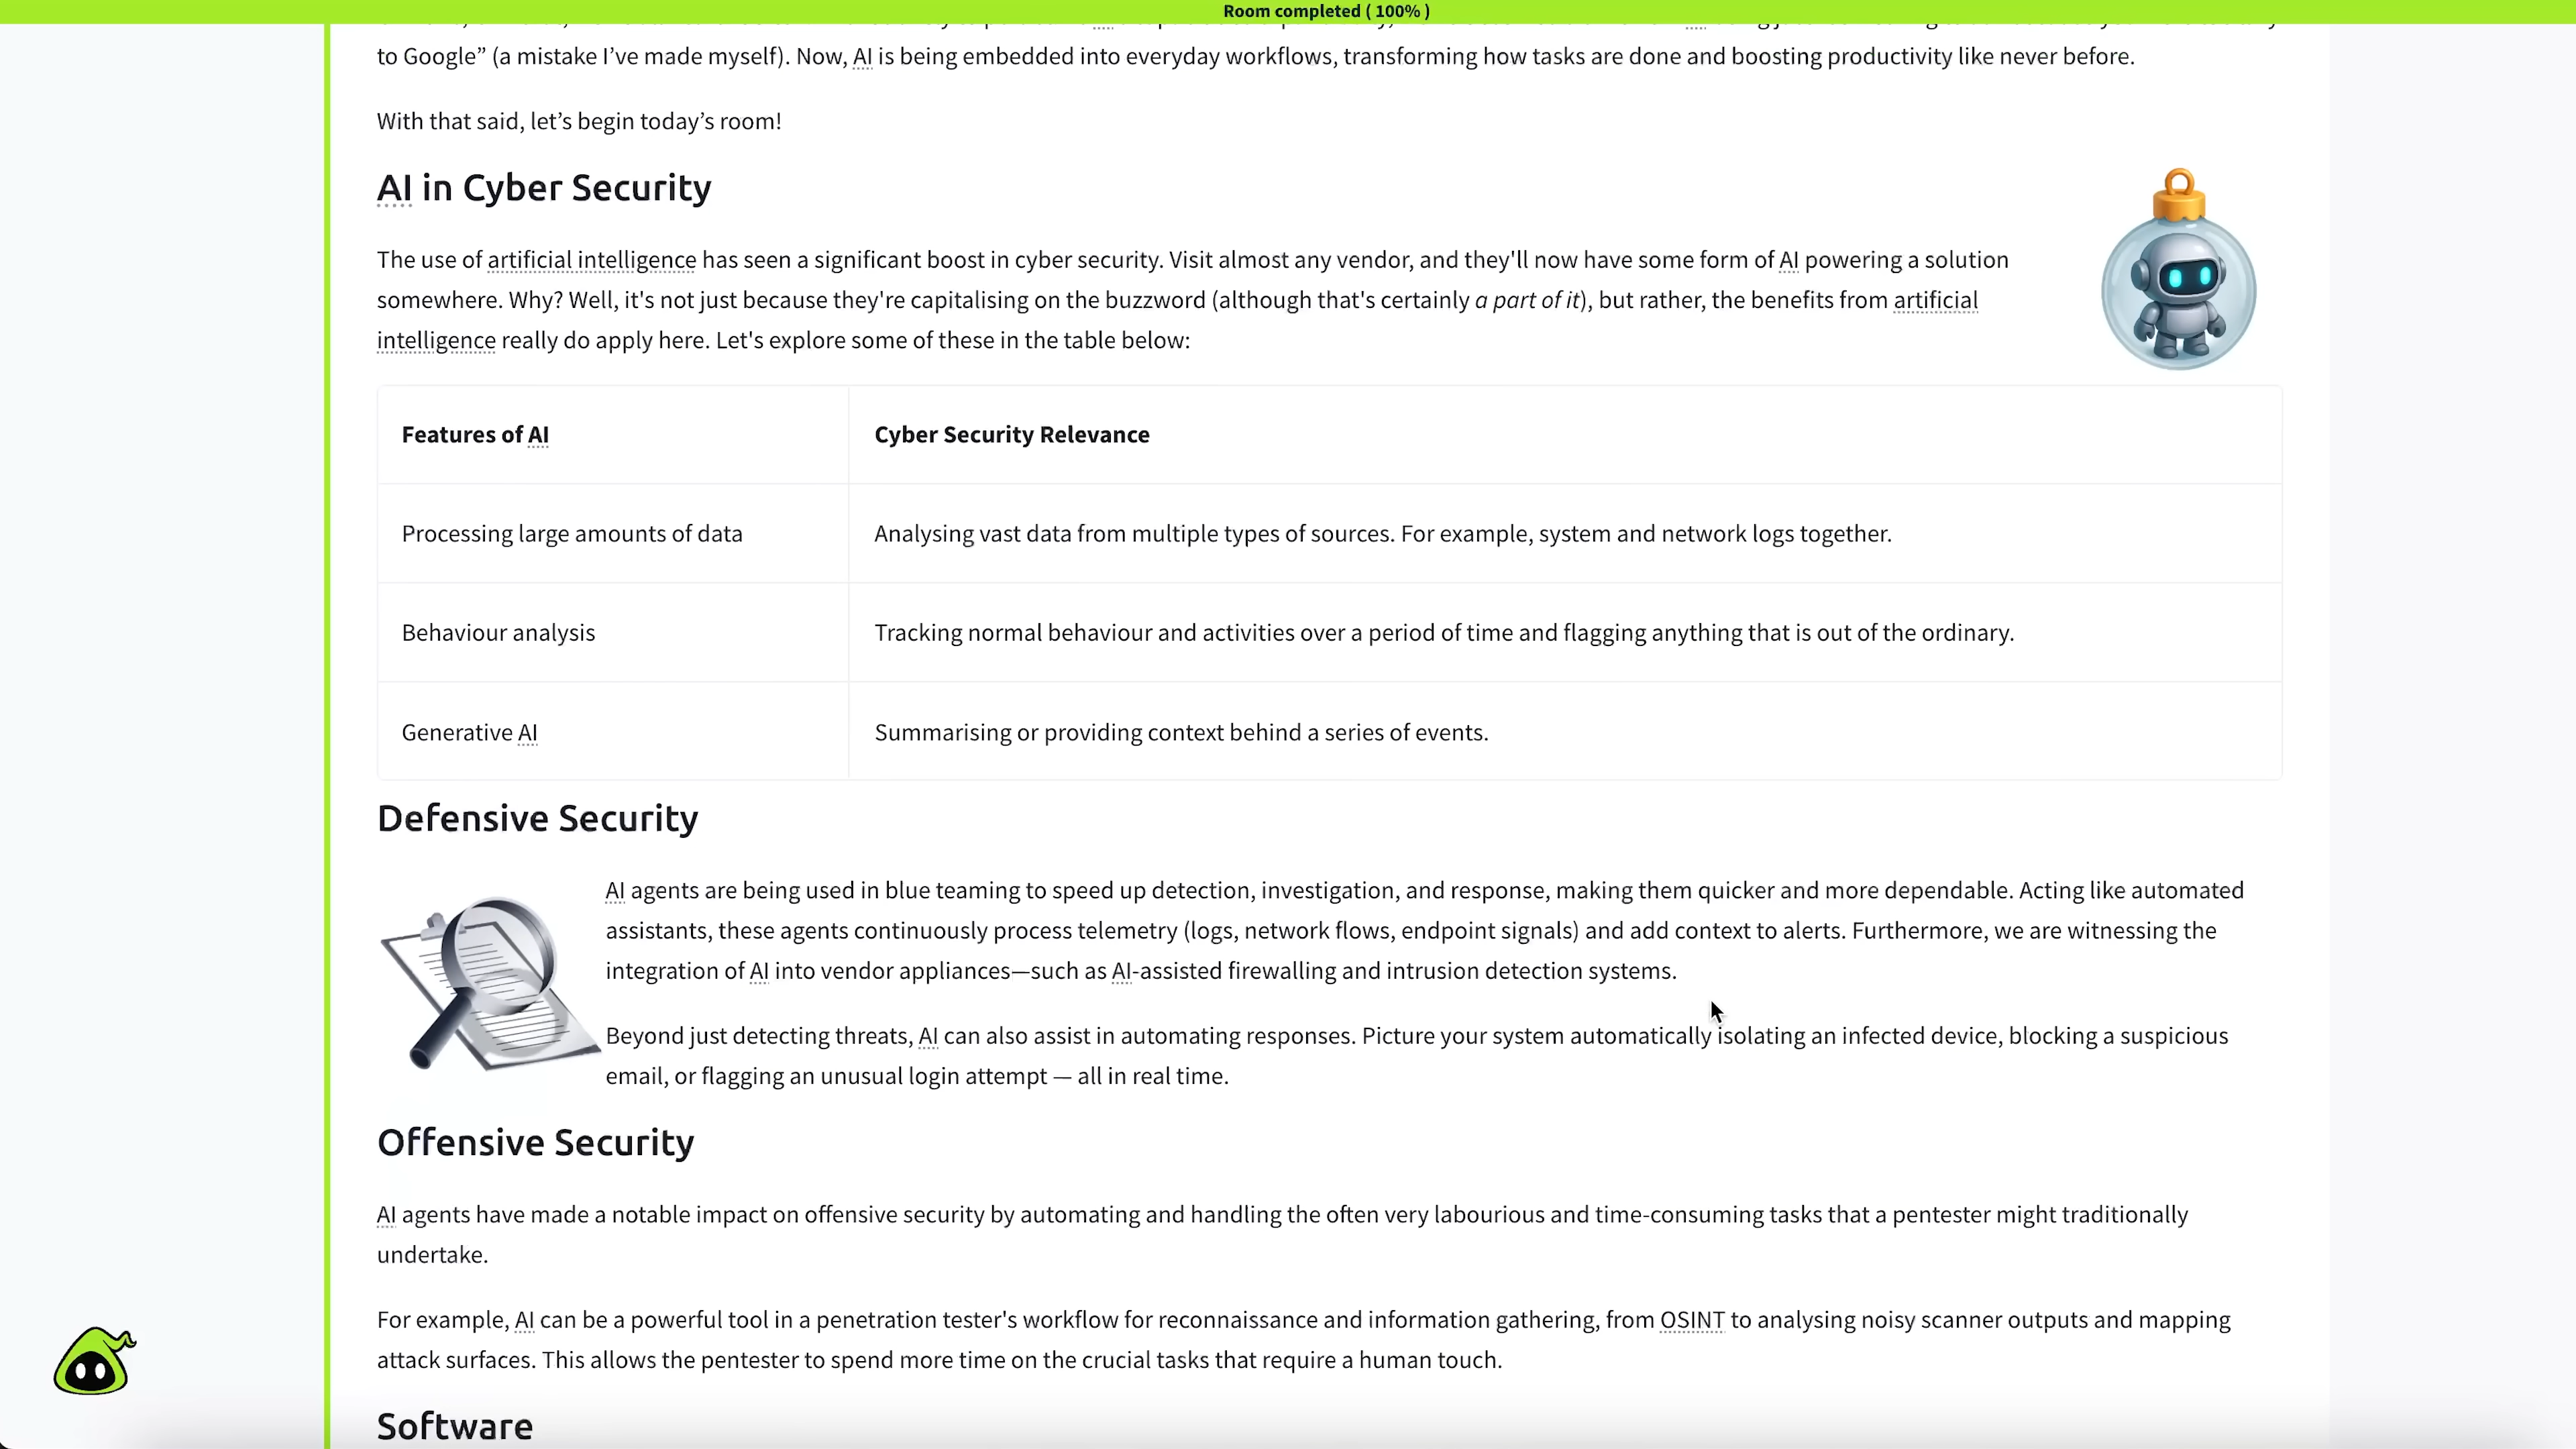 Room completed ( 100% )
to Google” (a mistake I’ve made myself). Now, AI is being embedded into everyday workflows, transforming how tasks are done and boosting productivity like never before.
With that said, let’s begin today’s room!
AI in Cyber Security
The use of artificial intelligence has seen a significant boost in cyber security. Visit almost any vendor, and they'll now have some form of AI powering a solution
somewhere. Why? Well, it's not just because they're capitalising on the buzzword (although that's certainly a part of it), but rather, the benefits from artificial
intelligence really do apply here. Let's explore some of these in the table below:
Features of AI
Cyber Security Relevance
Processing large amounts of data
Analysing vast data from multiple types of sources. For example, system and network logs together.
Behaviour analysis
Tracking normal behaviour and activities over a period of time and flagging anything that is out of the ordinary.
Generative AI
Summarising or providing context behind a series of events.
Defensive Security
AI agents are being used in blue teaming to speed up detection, investigation, and response, making them quicker and more dependable. Acting like automated
assistants, these agents continuously process telemetry (logs, network flows, endpoint signals) and add context to alerts. Furthermore, we are witnessing the
integration of AI into vendor appliances—such as AI-assisted firewalling and intrusion detection systems.
Beyond just detecting threats, AI can also assist in automating responses. Picture your system automatically isolating an infected device, blocking a suspicious
email, or flagging an unusual login attempt — all in real time.
Offensive Security
AI agents have made a notable impact on offensive security by automating and handling the often very labourious and time-consuming tasks that a pentester might traditionally
undertake.
For example, AI can be a powerful tool in a penetration tester's workflow for reconnaissance and information gathering, from OSINT to analysing noisy scanner outputs and mapping
attack surfaces. This allows the pentester to spend more time on the crucial tasks that require a human touch.
Software